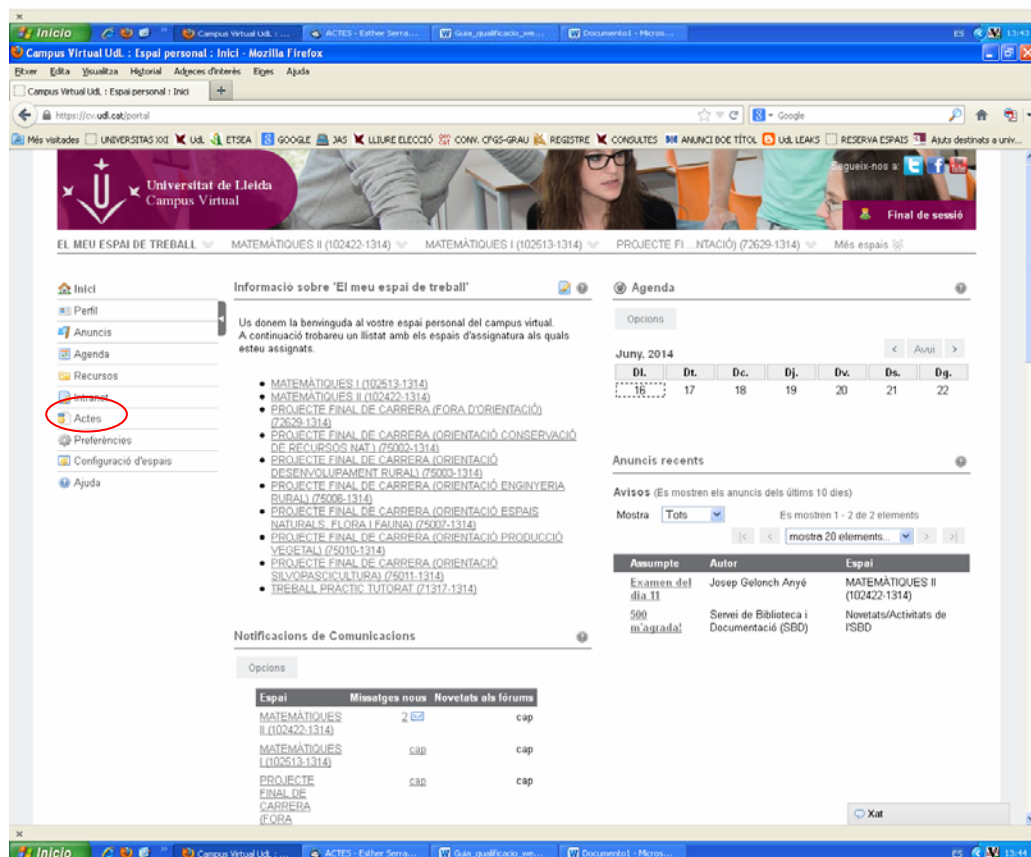 Inicio
Campus Virtual UdL : ...
ACTES - Esther Serra...
Guia_qualificacio_we...
Documento1 - Micros...
ES
13:43
Campus Virtual UdL : Espai personal : Inici - Mozilla Firefox
Fitxer Edita Visualitza Historial Adreces d'interès Eines Ajuda
Campus Virtual UdL : Espai personal : Inici
https://cv.udl.cat/portal
Google
Més visitades UNIVERSITAS XXI UdL ETSEA GOOGLE JAS LLIURE ELECCIÓ CONV. CFGS-GRAU REGISTRE CONSULTES ANUNCI BOE TÍTOL UdL LEAKS RESERVA ESPAIS Ajuts destinats a univ...
Universitat de Lleida
Campus Virtual
Segueix-nos a:
Final de sessió
EL MEU ESPAI DE TREBALL MATEMÀTIQUES II (102422-1314) MATEMÀTIQUES I (102513-1314) PROJECTE FI ...NTACIÓ) (72629-1314) Més espais
Inici
Perfil
Anuncis
Agenda
Recursos
Intranet
Actes
Preferències
Configuració d'espais
Ajuda
Informació sobre 'El meu espai de treball'
Us donem la benvinguda al vostre espai personal del campus virtual.
A continuació trobareu un llistat amb els espais d'assignatura als quals
esteu assignats.
MATEMÀTIQUES I (102513-1314)
MATEMÀTIQUES II (102422-1314)
PROJECTE FINAL DE CARRERA (FORA D'ORIENTACIÓ)
(72629-1314)
PROJECTE FINAL DE CARRERA (ORIENTACIÓ CONSERVACIÓ
DE RECURSOS NAT.) (75002-1314)
PROJECTE FINAL DE CARRERA (ORIENTACIÓ
DESENVOLUPAMENT RURAL) (75003-1314)
PROJECTE FINAL DE CARRERA (ORIENTACIÓ ENGINYERIA
RURAL) (75006-1314)
PROJECTE FINAL DE CARRERA (ORIENTACIÓ ESPAIS
NATURALS, FLORA I FAUNA) (75007-1314)
PROJECTE FINAL DE CARRERA (ORIENTACIÓ PRODUCCIÓ
VEGETAL) (75010-1314)
PROJECTE FINAL DE CARRERA (ORIENTACIÓ
SILVOPASCICULTURA) (75011-1314)
TREBALL PRÀCTIC TUTORAT (71317-1314)
Notificacions de Comunicacions
Opcions
Espai Missatges nous Novetats als fòrums
MATEMÀTIQUES 2 cap
II (102422-1314)
MATEMÀTIQUES cap cap
I (102513-1314)
PROJECTE cap cap
FINAL DE
CARRERA
(FORA
Agenda
Opcions
Juny, 2014
< Avui >
Dl. Dt. Dc. Dj. Dv. Ds. Dg.
16 17 18 19 20 21 22
Anuncis recents
Avisos (Es mostren els anuncis dels últims 10 dies)
Mostra Tots Es mostren 1 - 2 de 2 elements
|< < mostra 20 elements... > >|
Assumpte Autor Espai
Examen del Josep Gelonch Anyé MATEMÀTIQUES II
dia 11 (102422-1314)
500 Servei de Biblioteca i Novetats/Activitats de
m'agrada! Documentació (SBD) l'SBD
Xat
Inicio
Campus Virtual UdL : ...
ACTES - Esther Serra...
Guia_qualificacio_we...
Documento1 - Micros...
ES
13:44